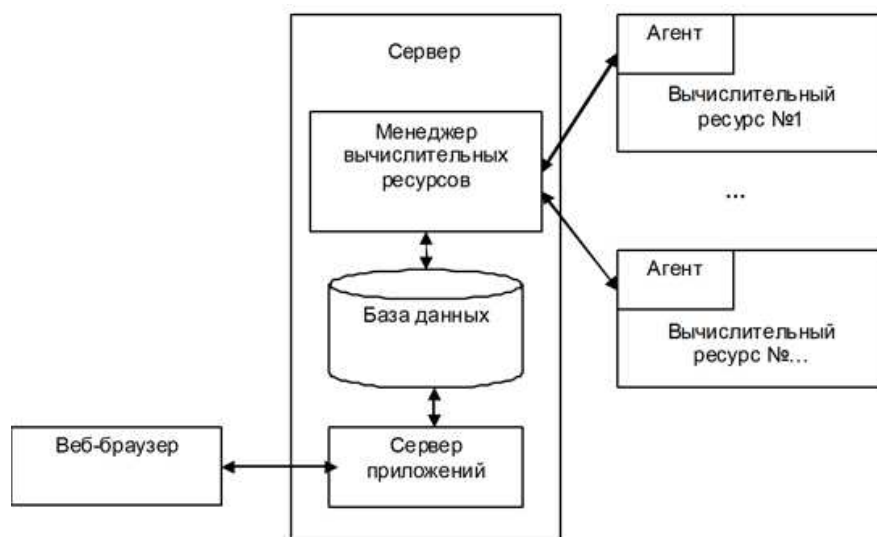 Сервер
Менеджер
вычислительных
ресурсов
База данных
Сервер
приложений
Веб-браузер
Агент
Вычислительный
ресурс №1
...
Агент
Вычислительный
ресурс №...